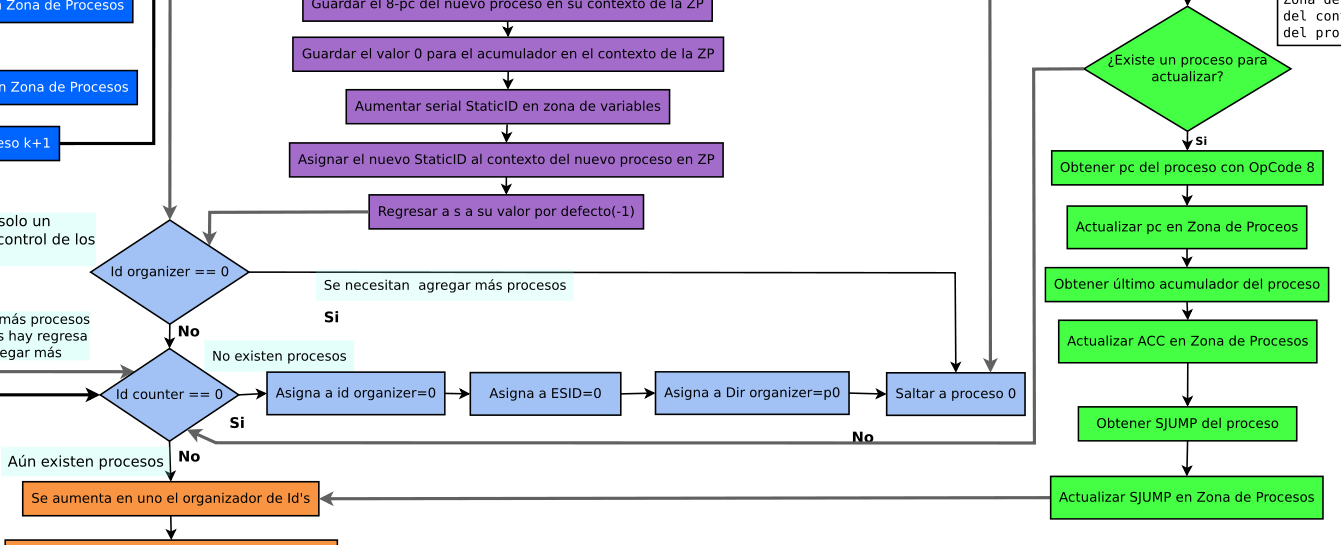 Zona de Procesos
Guardar el 8-pc del nuevo proceso en su contexto de la ZP
del
del pro
Guardar el valor 0 para el acumulador en el contexto de la ZP
¿Existe un proceso para
actualizar?
n Zona de Procesos
Aumentar serial StaticID en zona de variables
eso k+1
Si
Asignar el nuevo StaticID al contexto del nuevo proceso en ZP
Obtener pc del proceso con OpCode 8
Regresar a s a su valor por defecto(-1)
solo un
control de los
Actualizar pc en Zona de Proceos
Id organizer == 0
Se necesitan agregar más procesos
Si
Obtener último acumulador del proceso
más procesos
s hay regresa
egar más
No
No existen procesos
Actualizar ACC en Zona de Procesos
Id counter == 0
Asigna a id organizer=0
Asigna a ESID=0
Asigna a Dir organizer=p0
Saltar a proceso 0
Si
Obtener SJUMP del proceso
No
Aún existen procesos
No
Se aumenta en uno el organizador de Id's
Actualizar SJUMP en Zona de Procesos